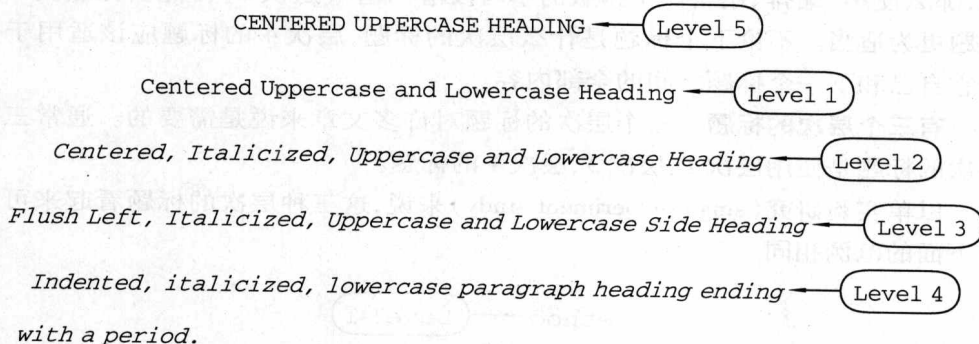 CENTERED UPPERCASE HEADING Level 5
Centered Uppercase and Lowercase Heading Level 1
Centered, Italicized, Uppercase and Lowercase Heading Level 2
Flush Left, Italicized, Uppercase and Lowercase Side Heading Level 3
Indented, italicized, lowercase paragraph heading ending Level 4
with a period.